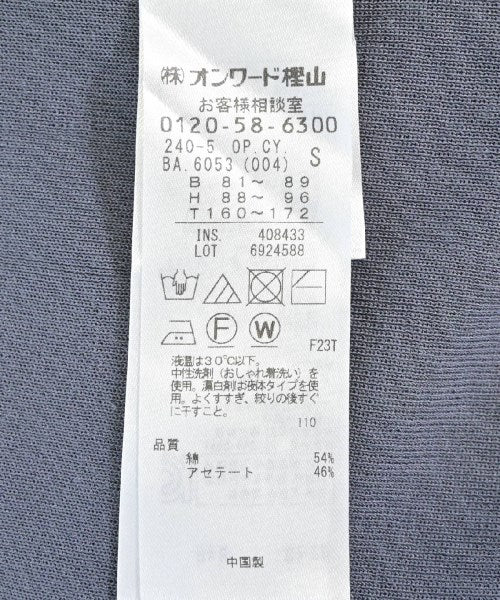 ㈱オンワード樫山
お客様相談室
0120-58-6300
240-5 OP.CY.
BA.6053 (004) S
B 81～ 89
H 88～ 96
T 160～172
INS. 408433
LOT 6924588
F W
F23T
液温は30℃以下。
中性洗剤(おしゃれ着洗い)を
使用。漂白剤は液体タイプを使
用。よくすすぎ、絞りの後すぐ
に干すこと。
110
品質
綿 54%
アセテート 46%
中国製